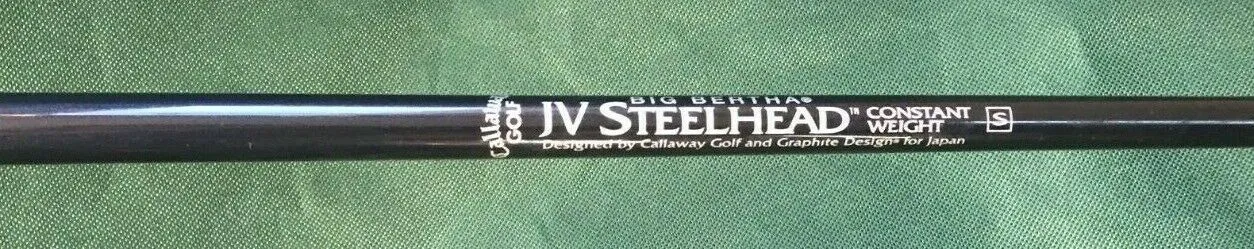 Callaway
GOLF
BIG BERTHA®
JV STEELHEAD™ CONSTANT
WEIGHT S
Designed by Callaway Golf and Graphite Design® for Japan